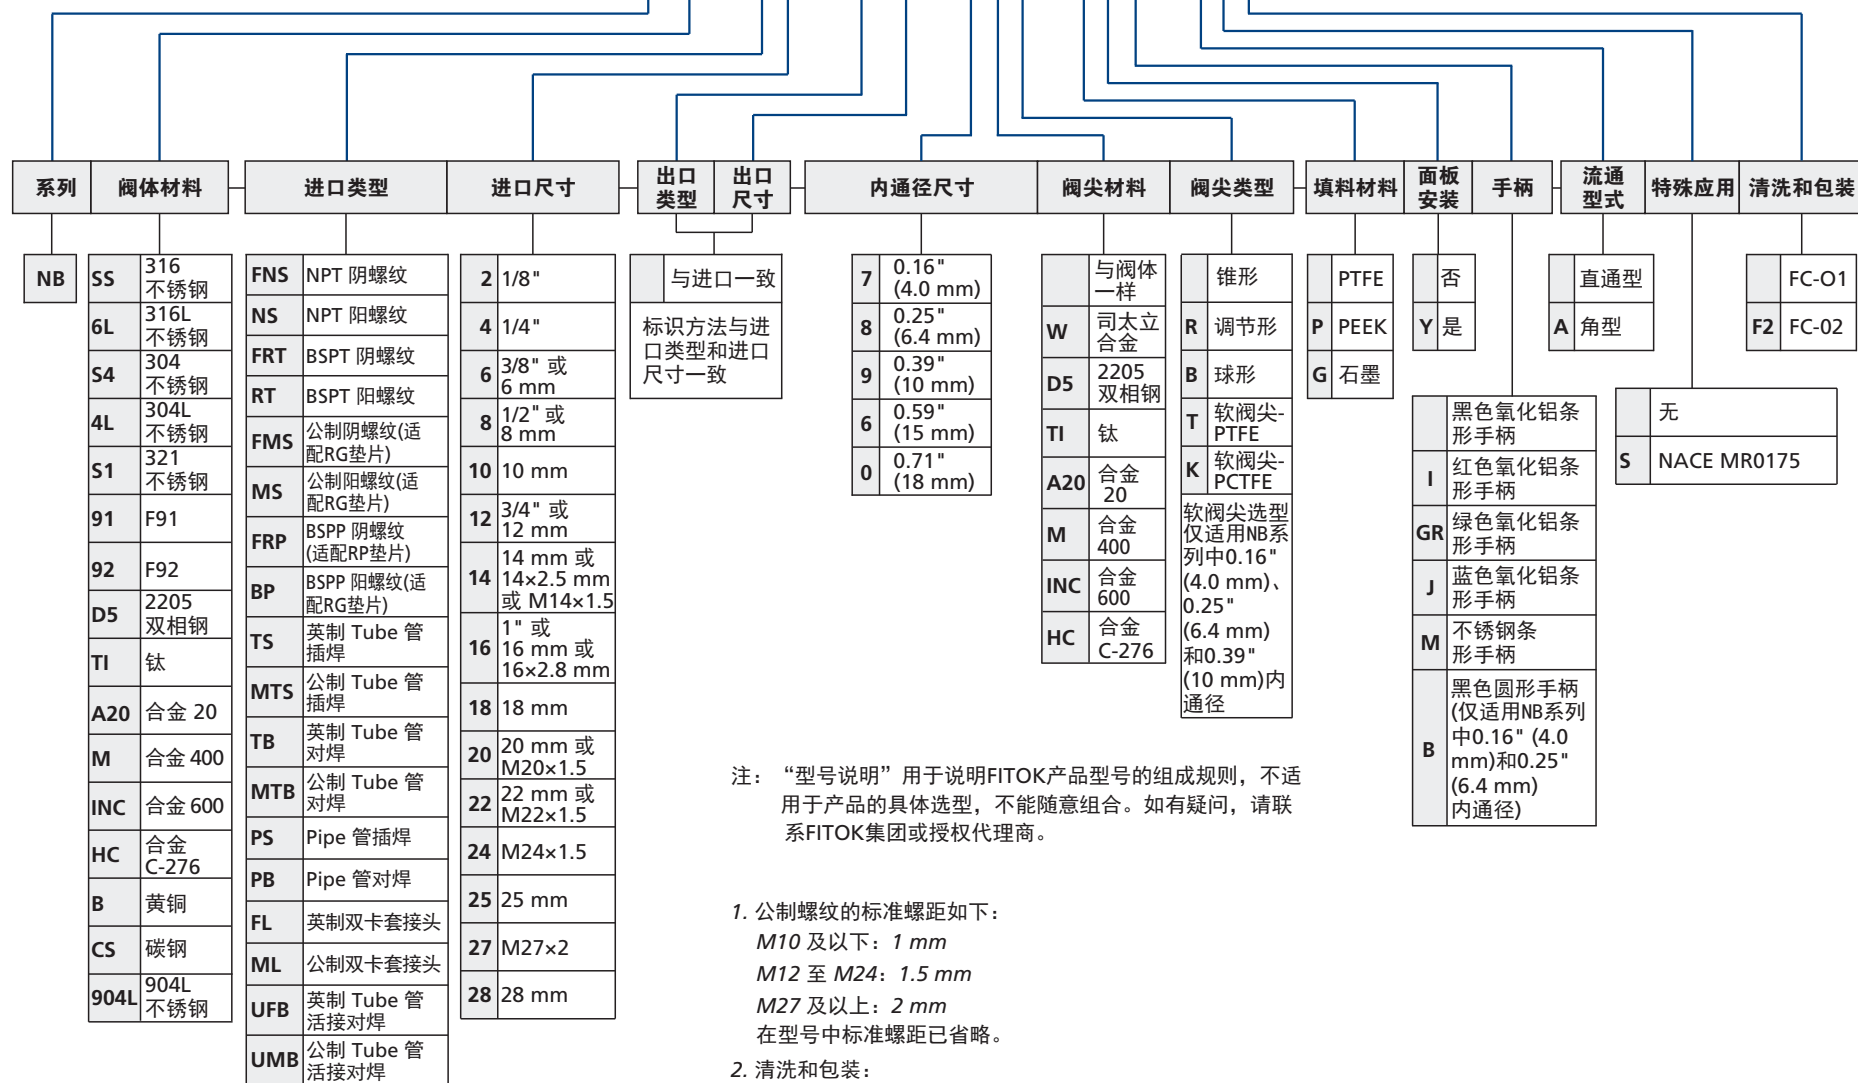 系列
阀体材料
进口类型
进口尺寸
出口
类型
出口
尺寸
内通径尺寸
阀尖材料
阀尖类型
填料材料
面板
安装
手柄
流通
型式
特殊应用
清洗和包装
NB
SS
316
不锈钢
6L
316L
不锈钢
S4
304
不锈钢
4L
304L
不锈钢
S1
321
不锈钢
91
F91
92
F92
D5
2205
双相钢
TI
钛
A20
合金 20
M
合金 400
INC
合金 600
HC
合金
C-276
B
黄铜
CS
碳钢
904L
904L
不锈钢
FNS
NPT 阴螺纹
NS
NPT 阳螺纹
FRT
BSPT 阴螺纹
RT
BSPT 阳螺纹
FMS
公制阴螺纹(适
配RG垫片)
MS
公制阳螺纹(适
配RG垫片)
FRP
BSPP 阴螺纹
(适配RP垫片)
BP
BSPP 阳螺纹(适
配RG垫片)
TS
英制 Tube 管
插焊
MTS
公制 Tube 管
插焊
TB
英制 Tube 管
对焊
MTB
公制 Tube 管
对焊
PS
Pipe 管插焊
PB
Pipe 管对焊
FL
英制双卡套接头
ML
公制双卡套接头
UFB
英制 Tube 管
活接对焊
UMB
公制 Tube 管
活接对焊
2
1/8"
4
1/4"
6
3/8" 或
6 mm
8
1/2" 或
8 mm
10
10 mm
12
3/4" 或
12 mm
14
14 mm 或
14×2.5 mm
或 M14×1.5
16
1" 或
16 mm 或
16×2.8 mm
18
18 mm
20
20 mm 或
M20×1.5
22
22 mm 或
M22×1.5
24
M24×1.5
25
25 mm
27
M27×2
28
28 mm
与进口一致
标识方法与进
口类型和进口
尺寸一致
7
0.16"
(4.0 mm)
8
0.25"
(6.4 mm)
9
0.39"
(10 mm)
6
0.59"
(15 mm)
0
0.71"
(18 mm)
与阀体
一样
W
司太立
合金
D5
2205
双相钢
TI
钛
A20
合金
20
M
合金
400
INC
合金
600
HC
合金
C-276
锥形
R
调节形
B
球形
T
软阀尖-
PTFE
K
软阀尖-
PCTFE
软阀尖选型
仅适用NB系
列中0.16"
(4.0 mm)、
0.25"
(6.4 mm)
和0.39"
(10 mm)内
通径
PTFE
P
PEEK
G
石墨
否
Y
是
黑色氧化铝条
形手柄
I
红色氧化铝条
形手柄
GR
绿色氧化铝条
形手柄
J
蓝色氧化铝条
形手柄
M
不锈钢条
形手柄
B
黑色圆形手柄
(仅适用NB系列
中0.16" (4.0
mm)和0.25"
(6.4 mm)
内通径)
直通型
A
角型
无
S
NACE MR0175
FC-O1
F2
FC-02
注： “型号说明”用于说明FITOK产品型号的组成规则，不适
用于产品的具体选型，不能随意组合。如有疑问，请联
系FITOK集团或授权代理商。
1. 公制螺纹的标准螺距如下：
M10 及以下：1 mm
M12 至 M24：1.5 mm
M27 及以上：2 mm
在型号中标准螺距已省略。
2. 清洗和包装：